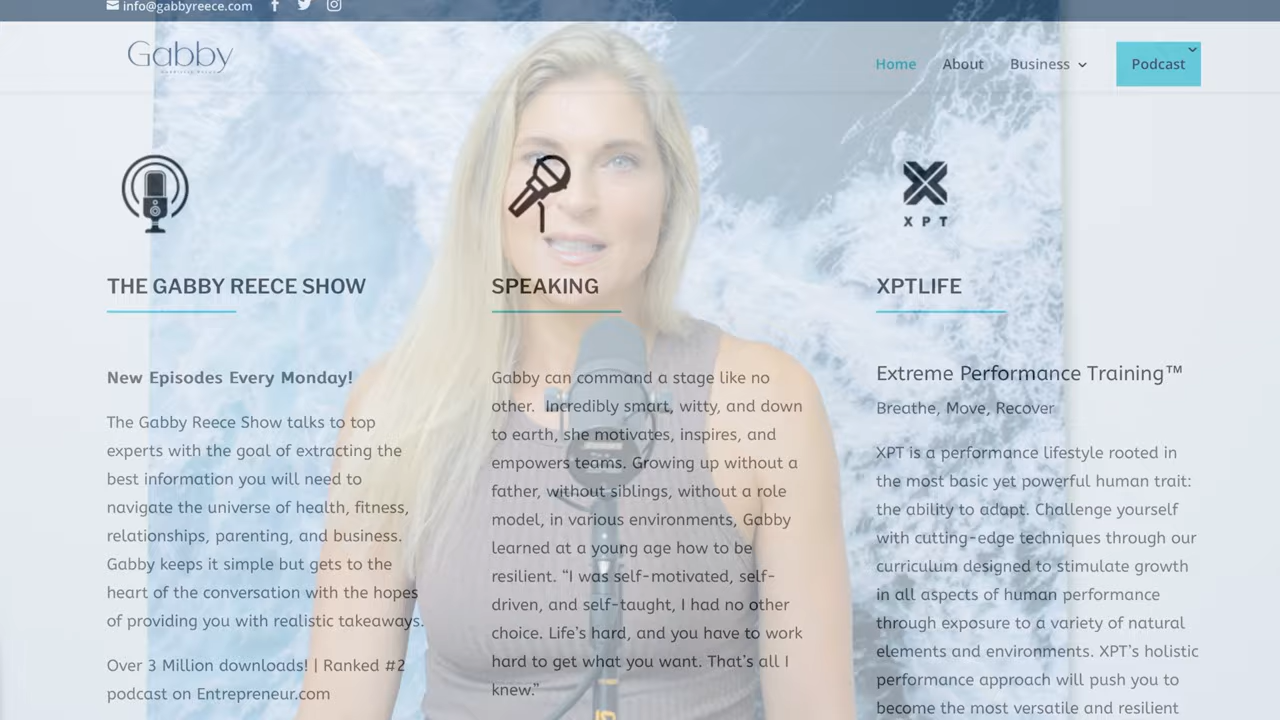 info@gabbyreece.com
Gabby
Home
About
Business
Podcast
XPT
THE GABBY REECE SHOW
New Episodes Every Monday!
The Gabby Reece Show talks to top
experts with the goal of extracting the
best information you will need to
navigate the universe of health, fitness,
relationships, parenting, and business.
Gabby keeps it simple but gets to the
heart of the conversation with the hopes
of providing you with realistic takeaways.
Over 3 Million downloads! | Ranked #2
podcast on Entrepreneur.com
SPEAKING
Gabby can command a stage like no
other.  Incredibly smart, witty, and down
to earth, she motivates, inspires, and
empowers teams. Growing up without a
father, without siblings, without a role
model, in various environments, Gabby
learned at a young age how to be
resilient. “I was self-motivated, self-
driven, and self-taught, I had no other
choice. Life’s hard, and you have to work
hard to get what you want. That’s all I
knew.”
XPTLIFE
Extreme Performance Training™
Breathe, Move, Recover
XPT is a performance lifestyle rooted in
the most basic yet powerful human trait:
the ability to adapt. Challenge yourself
with cutting-edge techniques through our
curriculum designed to stimulate growth
in all aspects of human performance
through exposure to a variety of natural
elements and environments. XPT’s holistic
performance approach will push you to
become the most versatile and resilient